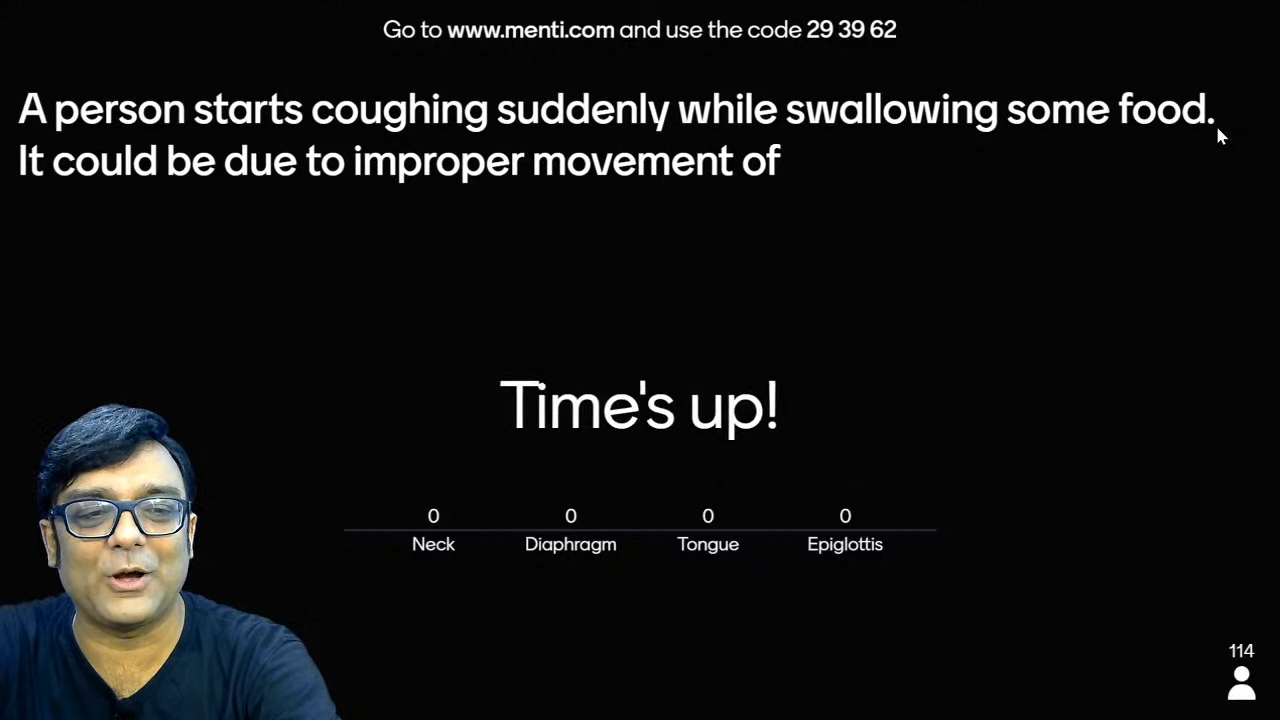 Go to www.menti.com and use the code 29 39 62
A person starts coughing suddenly while swallowing some food.
It could be due to improper movement of
Time's up!
0 0 0 0
Neck Diaphragm Tongue Epiglottis
114